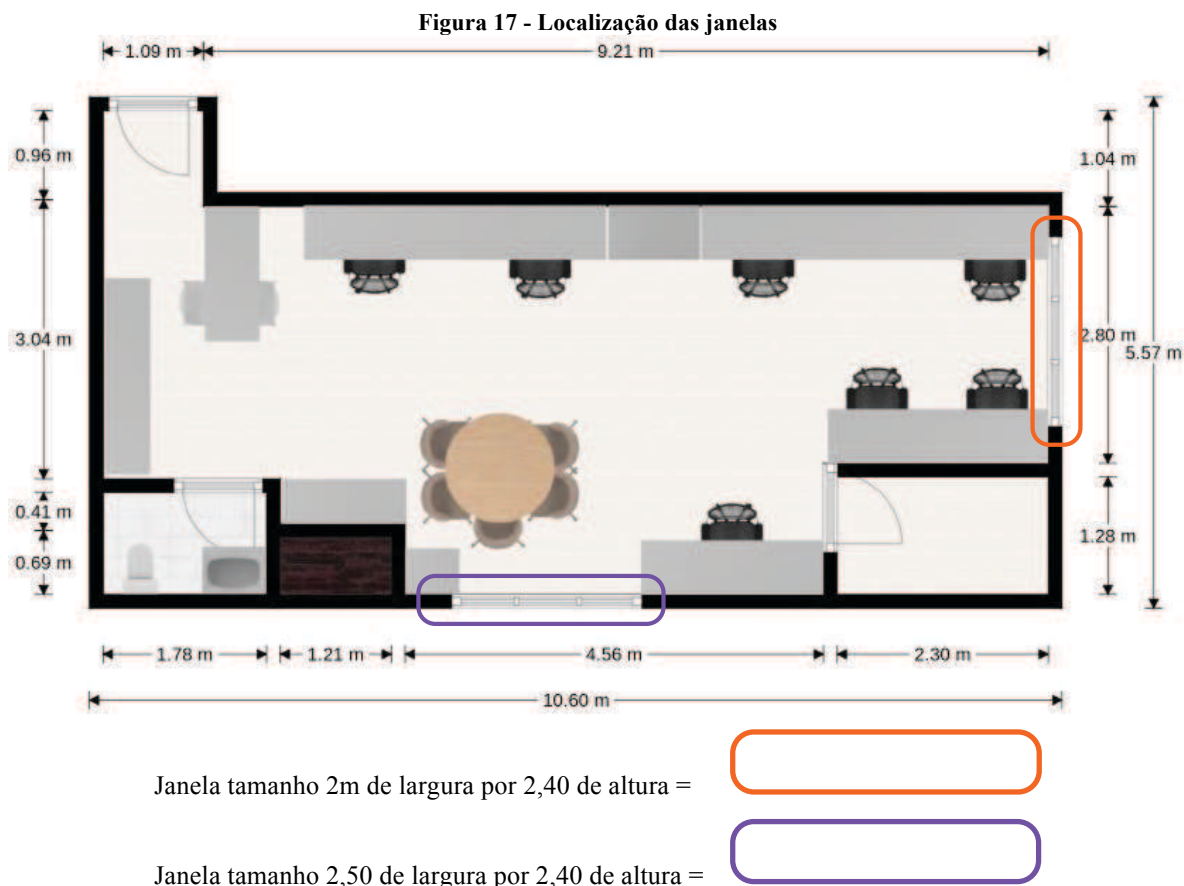 Figura 17 - Localização das janelas
1.09 m
9.21 m
0.96 m
1.04 m
3.04 m
2.80 m
5.57 m
0.41 m
0.69 m
1.28 m
1.78 m
1.21 m
4.56 m
2.30 m
10.60 m
Janela tamanho 2m de largura por 2,40 de altura =
Janela tamanho 2,50 de largura por 2,40 de altura =